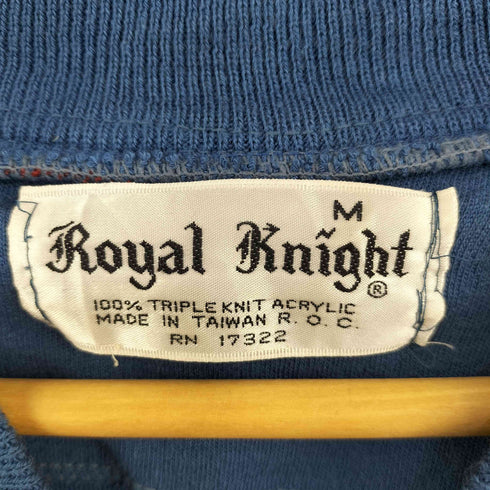 M
Royal Knight ®
100% TRIPLE KNIT ACRYLIC
MADE IN TAIWAN R. O. C.
RN 17322